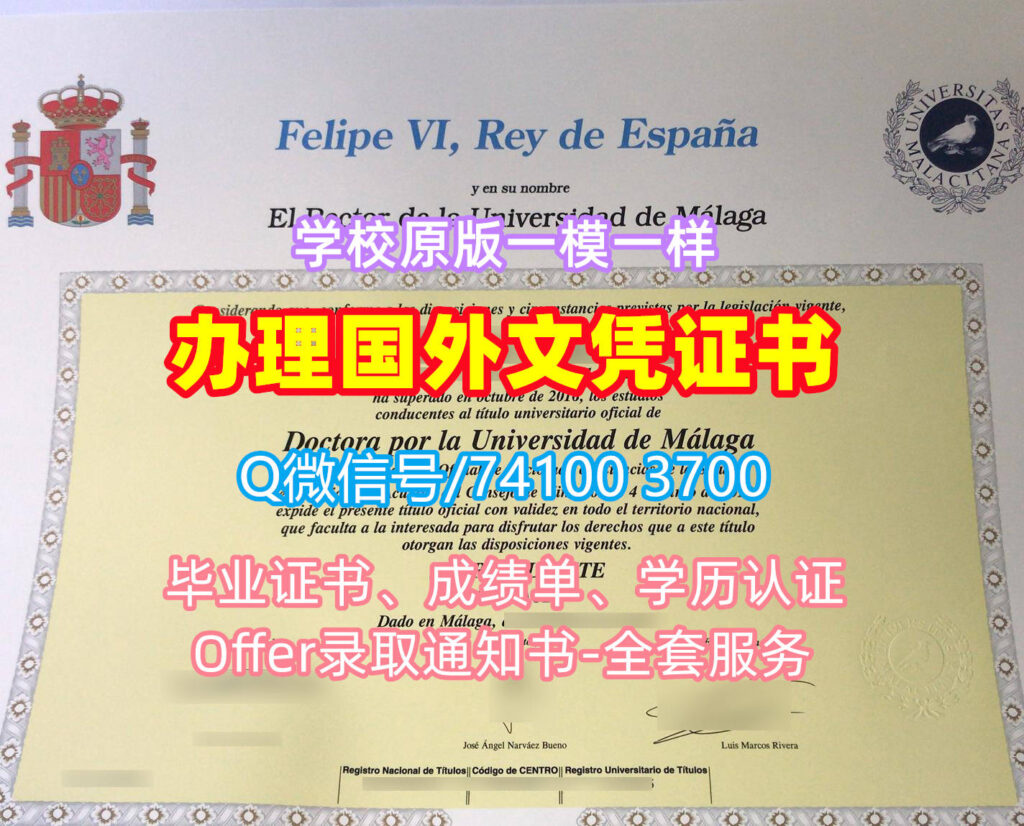 Felipe VI, Rey de España
UNIVERSITAS MALACITANA
y en su nombre
El Rector de la Universidad de Málaga
学校原版一模一样
previstas por la legislación vigente,
办理国外文凭证书
ha superado en octubre de 2016, los estudios
conducentes al título universitario oficial de
Doctora por la Universidad de Málaga
Q微信号/74100 3700
expide el presente título oficial con validez en todo el territorio nacional,
que faculta a la interesada para disfrutar los derechos que a este título
otorgan las disposiciones vigentes.
毕业证书、成绩单、学历认证
Dado en Málaga,
Offer录取通知书-全套服务
José Ángel Narváez Bueno
Luis Marcos Rivera
Registro Nacional de Títulos Código de CENTRO Registro Universitario de Títulos